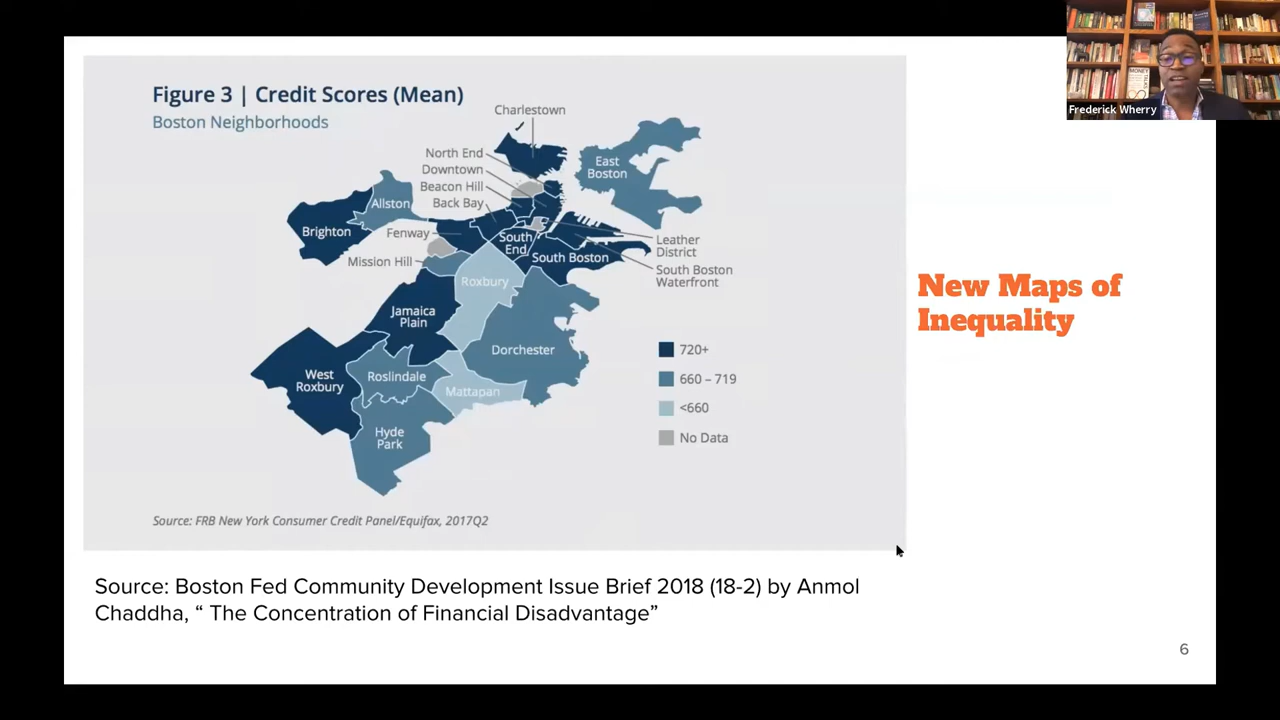 Figure 3 | Credit Scores (Mean)
Boston Neighborhoods
Charlestown
North End
Downtown
Beacon Hill
Back Bay
Fenway
Mission Hill
East
Boston
Allston
Brighton
South
End
South Boston
Leather
District
South Boston
Waterfront
Roxbury
Jamaica
Plain
Dorchester
West
Roxbury
Roslindale
Mattapan
Hyde
Park
720+
660 – 719
<660
No Data
Source: FRB New York Consumer Credit Panel/Equifax, 2017Q2
New Maps of
Inequality
Source: Boston Fed Community Development Issue Brief 2018 (18-2) by Anmol
Chaddha, “ The Concentration of Financial Disadvantage”
6
Frederick Wherry
MONEY